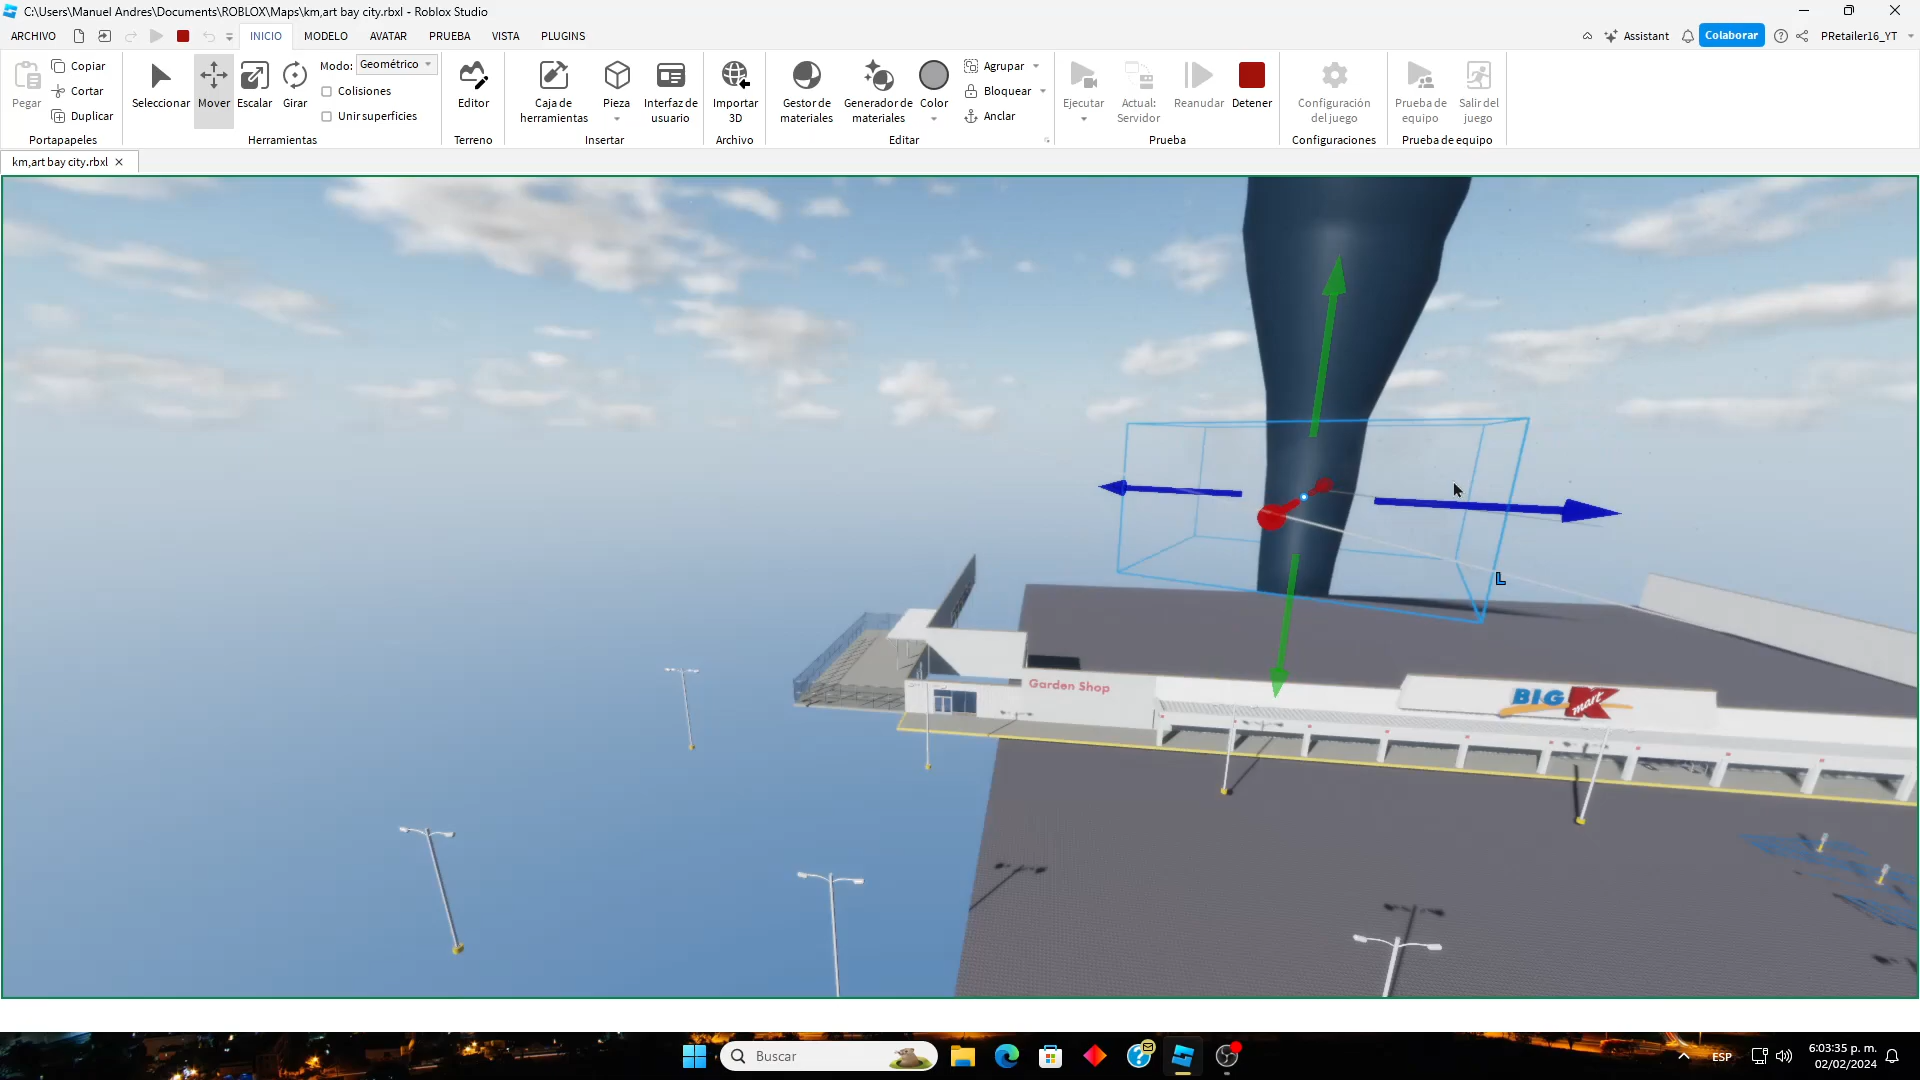 C:\Users\Manuel Andres\Documents\ROBLOX\Maps\km,art bay city.rbxl - Roblox Studio
ARCHIVO INICIO MODELO AVATAR PRUEBA VISTA PLUGINS Assistant Colaborar PRetailer16_YT
Pegar
Copiar
Cortar
Duplicar
Portapapeles
Seleccionar
Mover
Escalar
Girar
Modo: Geométrico
Colisiones
Unir superficies
Herramientas
Editor
Terreno
Caja de
herramientas
Pieza
Interfaz de
usuario
Insertar
Importar
3D
Archivo
Gestor de
materiales
Generador de
materiales
Color
Agrupar
Bloquear
Anclar
Editar
Ejecutar
Actual:
Servidor
Reanudar
Detener
Prueba
Configuración
del juego
Configuraciones
Prueba de
equipo
Salir del
juego
Prueba de equipo
km,art bay city.rbxl
L
Garden Shop
BIG K
mart
Buscar
ESP
6:03:35 p. m.
02/02/2024